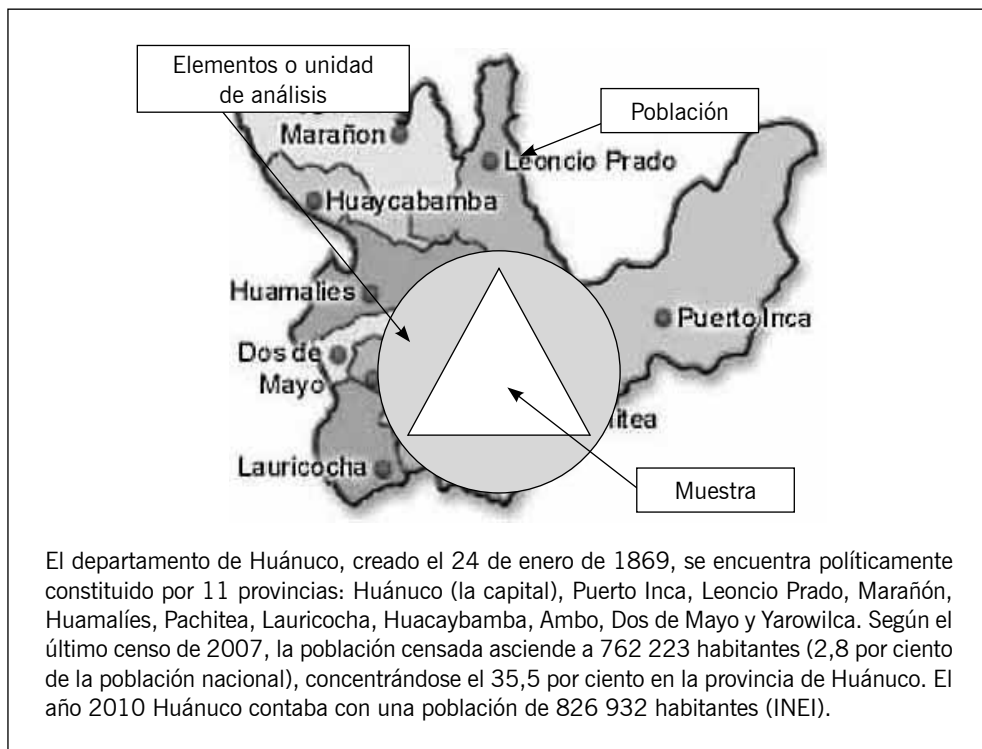 Elementos o unidad
de análisis
Población
Marañon
Leoncio Prado
Huaycabamba
Huamalies
Puerto Inca
Dos de
Mayo
itea
Lauricocha
Muestra
El departamento de Huánuco, creado el 24 de enero de 1869, se encuentra políticamente
constituido por 11 provincias: Huánuco (la capital), Puerto Inca, Leoncio Prado, Marañón,
Huamalíes, Pachitea, Lauricocha, Huacaybamba, Ambo, Dos de Mayo y Yarowilca. Según el
último censo de 2007, la población censada asciende a 762 223 habitantes (2,8 por ciento
de la población nacional), concentrándose el 35,5 por ciento en la provincia de Huánuco. El
año 2010 Huánuco contaba con una población de 826 932 habitantes (INEI).